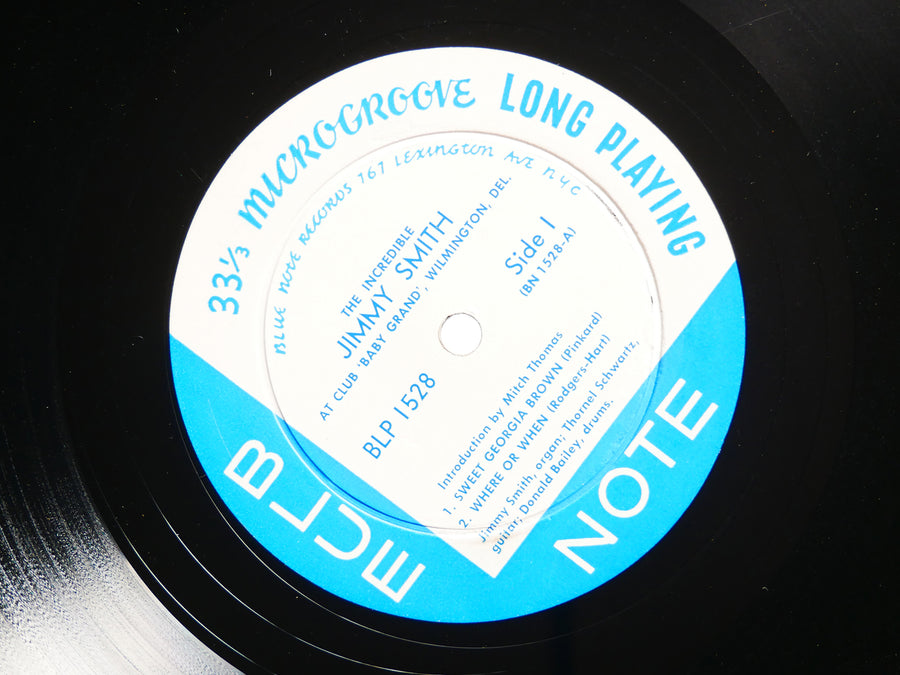 33⅓ MICROGROOVE LONG PLAYING
BLUE NOTE RECORDS 767 LEXINGTON AVE NYC
THE INCREDIBLE
JIMMY SMITH
AT CLUB 'BABY GRAND', WILMINGTON, DEL.
BLP 1528
Side 1
(BN 1528-A)
Introduction by Mitch Thomas
1. SWEET GEORGIA BROWN (Pinkard)
2. WHERE OR WHEN (Rodgers-Hart)
Jimmy Smith, organ; Thornel Schwartz,
guitar; Donald Bailey, drums.
BLUE
NOTE